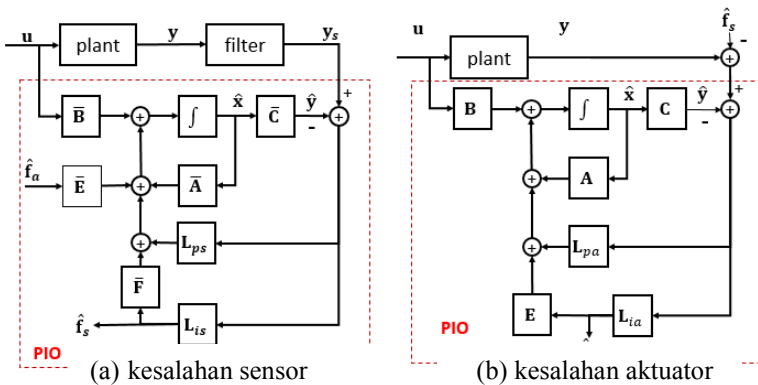 u
plant
y
filter
y_s
+
B̄
+
∫
x̂
C̄
ŷ
-
+
f̂_a
Ē
+
Ā
+
L_ps
F̄
f̂_s
L_is
PIO
(a) kesalahan sensor
u
y
f̂_s
-
plant
+
+
B
+
∫
x̂
C
ŷ
-
+
+
A
+
L_pa
E
L_ia
PIO
(b) kesalahan aktuator